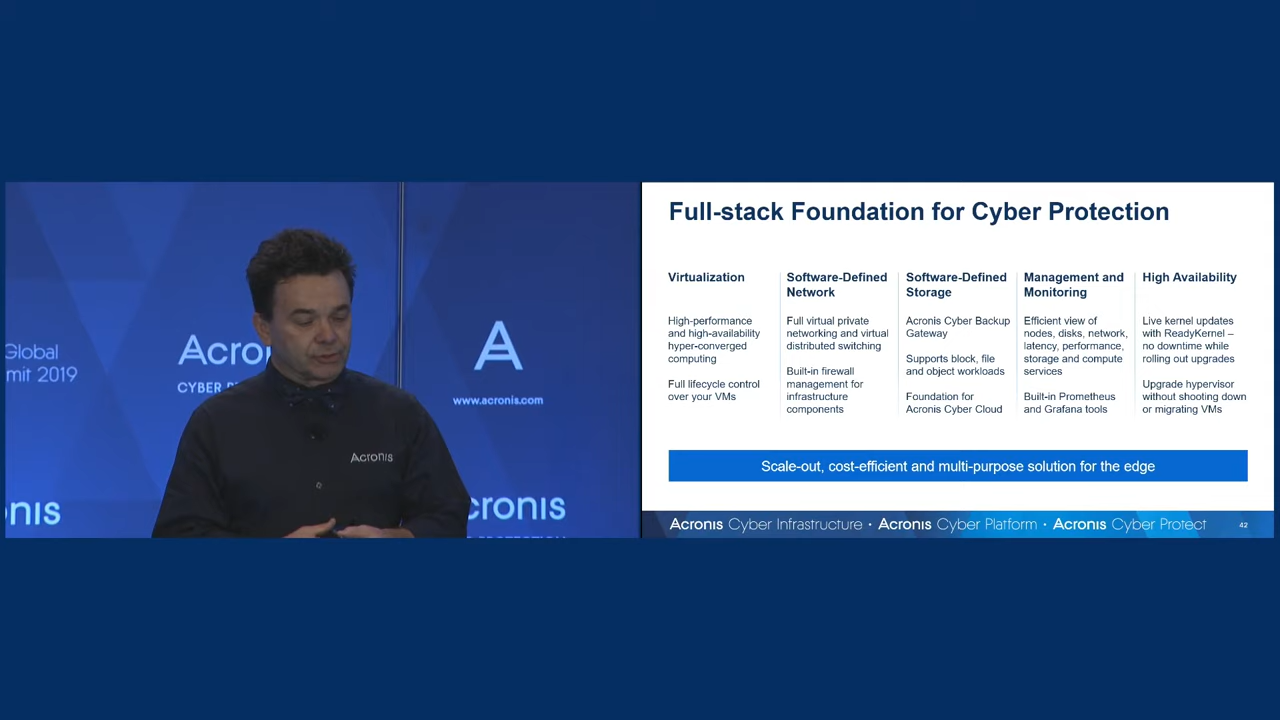 Global
mit 2019
Acro
CYBER P
www.acronis.com
Acronis
nis
cronis
Full-stack Foundation for Cyber Protection
Virtualization
High-performance
and high-availability
hyper-converged
computing
Full lifecycle control
over your VMs
Software-Defined
Network
Full virtual private
networking and virtual
distributed switching
Built-in firewall
management for
infrastructure
components
Software-Defined
Storage
Acronis Cyber Backup
Gateway
Supports block, file
and object workloads
Foundation for
Acronis Cyber Cloud
Management and
Monitoring
Efficient view of
nodes, disks, network,
latency, performance,
storage and compute
services
Built-in Prometheus
and Grafana tools
High Availability
Live kernel updates
with ReadyKernel –
no downtime while
rolling out upgrades
Upgrade hypervisor
without shooting down
or migrating VMs
Scale-out, cost-efficient and multi-purpose solution for the edge
Acronis Cyber Infrastructure • Acronis Cyber Platform • Acronis Cyber Protect 42